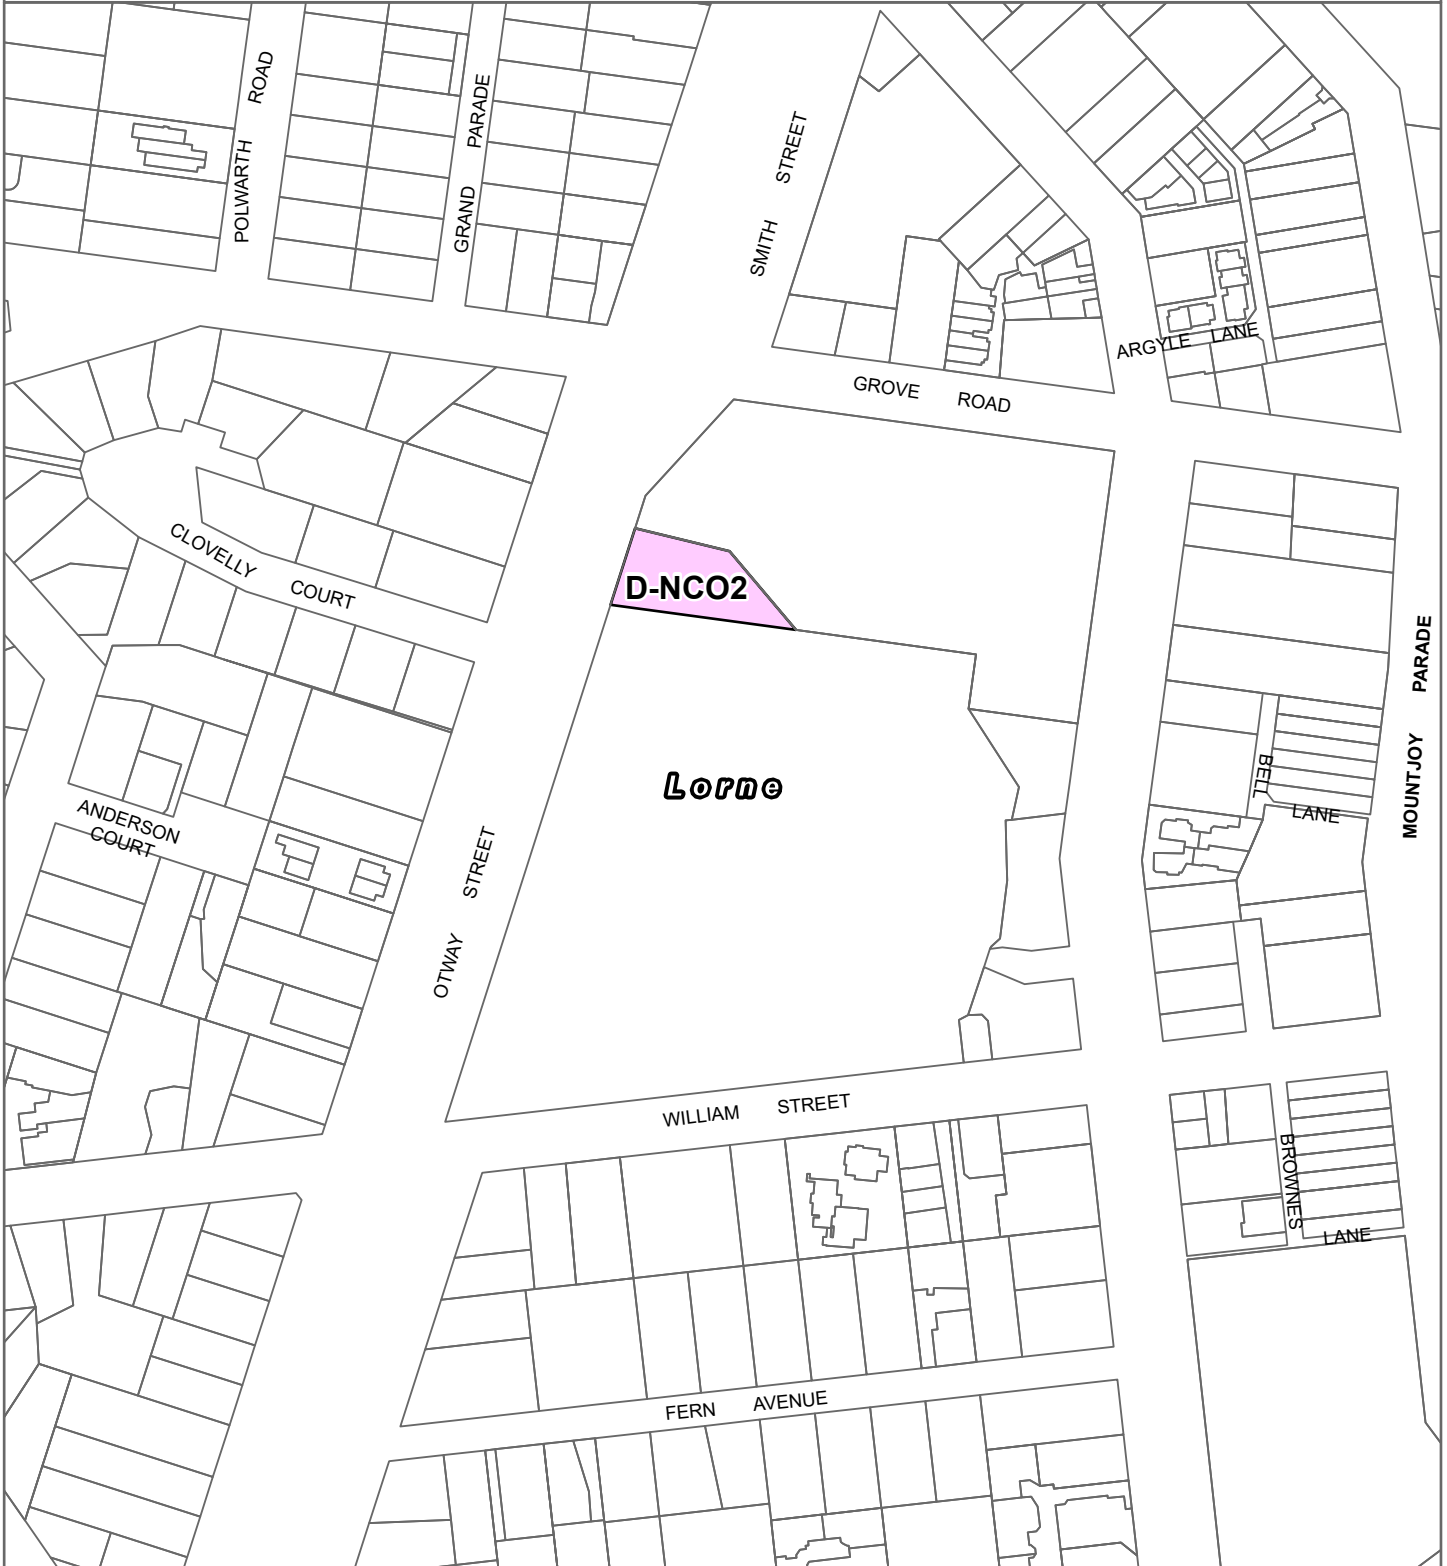 ROAD
POLWARTH
PARADE
GRAND
STREET
SMITH
ARGYLE LANE
GROVE ROAD
CLOVELLY COURT
D-NCO2
PARADE
MOUNTJOY
BELL
LANE
Lorne
ANDERSON
COURT
STREET
OTWAY
WILLIAM STREET
BROWNES
LANE
FERN AVENUE